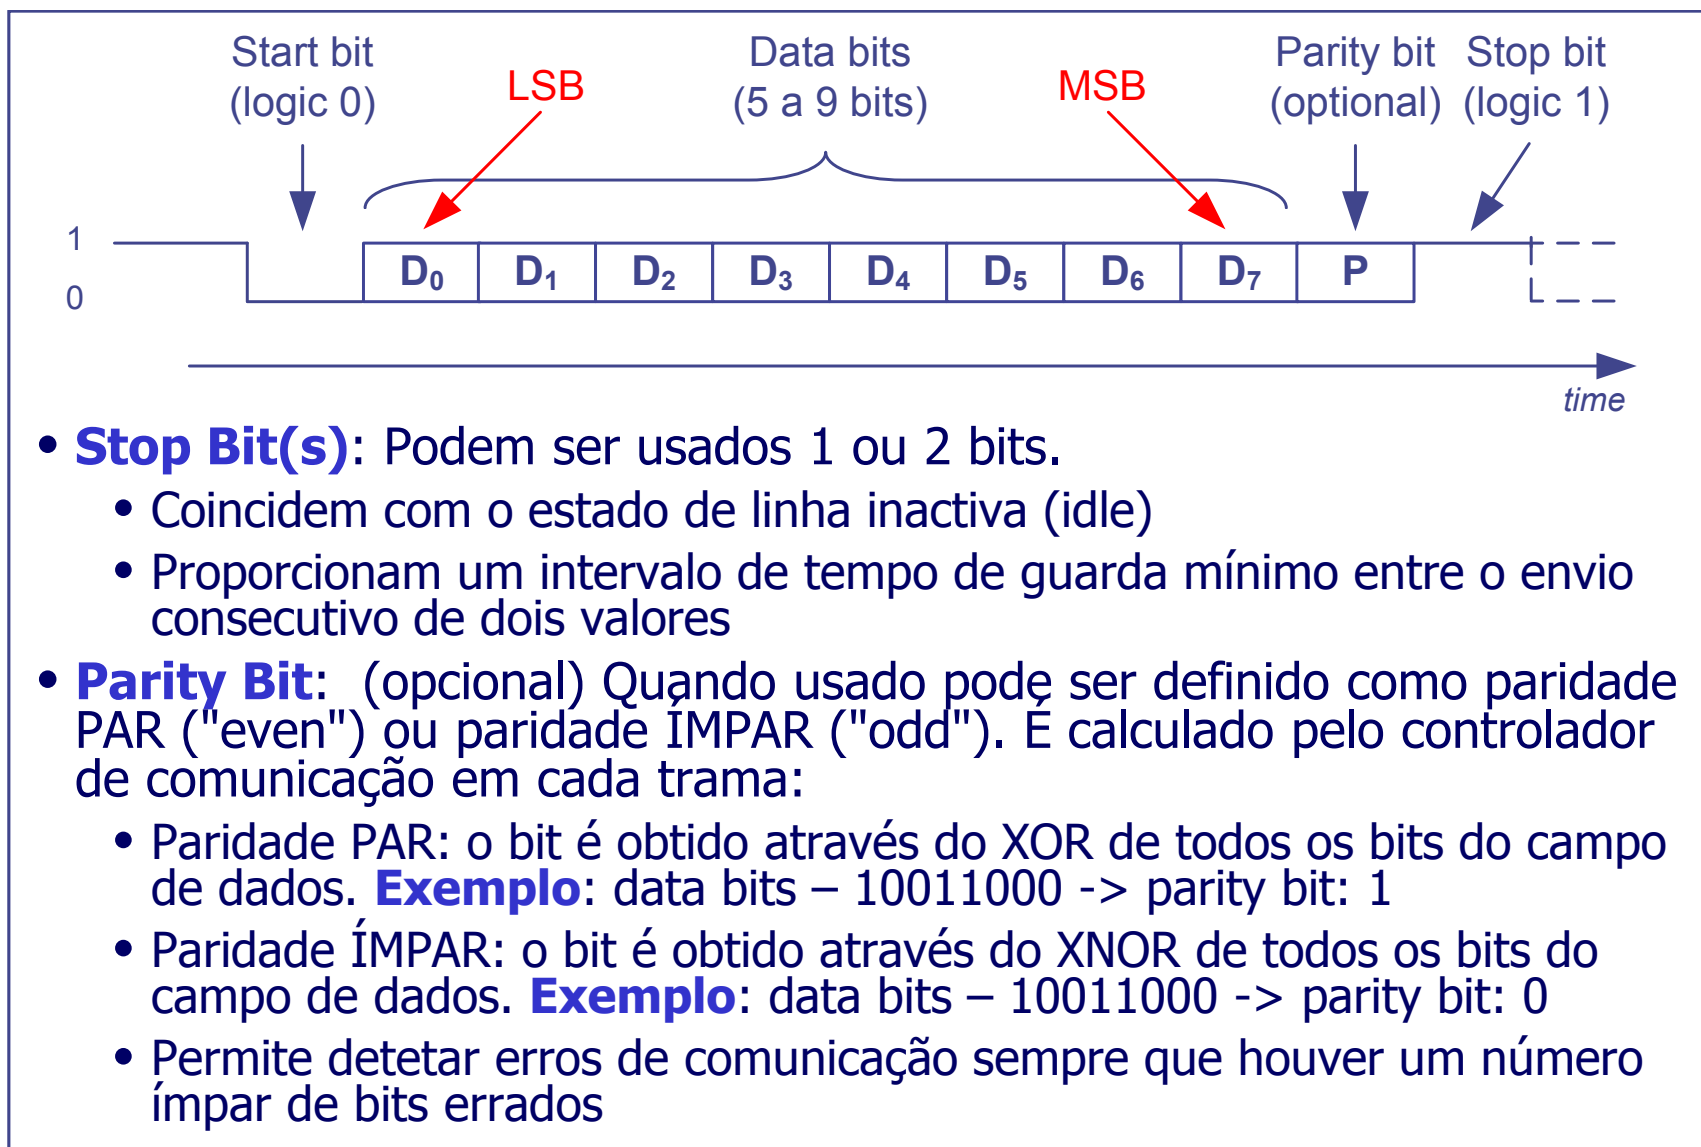 Start bit
(logic 0)
LSB
Data bits
(5 a 9 bits)
MSB
Parity bit
(optional)
Stop bit
(logic 1)
1
0
D₀ D₁ D₂ D₃ D₄ D₅ D₆ D₇ P
time
• Stop Bit(s): Podem ser usados 1 ou 2 bits.
• Coincidem com o estado de linha inactiva (idle)
• Proporcionam um intervalo de tempo de guarda mínimo entre o envio
consecutivo de dois valores
• Parity Bit: (opcional) Quando usado pode ser definido como paridade
PAR ("even") ou paridade ÍMPAR ("odd"). É calculado pelo controlador
de comunicação em cada trama:
• Paridade PAR: o bit é obtido através do XOR de todos os bits do campo
de dados. Exemplo: data bits – 10011000 -> parity bit: 1
• Paridade ÍMPAR: o bit é obtido através do XNOR de todos os bits do
campo de dados. Exemplo: data bits – 10011000 -> parity bit: 0
• Permite detetar erros de comunicação sempre que houver um número
ímpar de bits errados